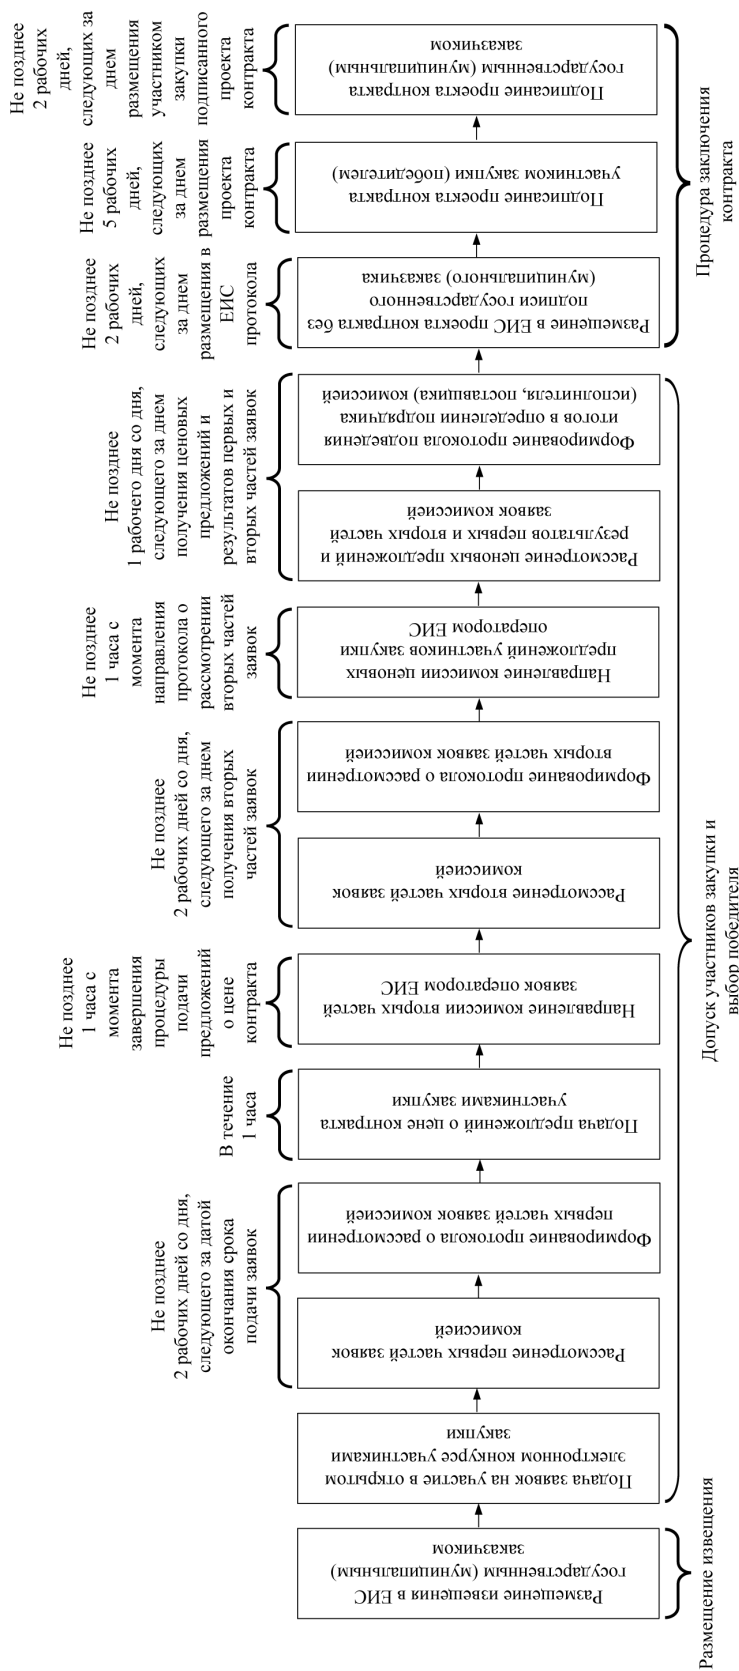 Размещение извещения в ЕИС
государственным (муниципальным)
заказчиком
Размещение извещения
Подача заявок на участие в открытом
электронном конкурсе участниками
закупки
Рассмотрение первых частей заявок
комиссией
Формирование протокола о рассмотрении
первых частей заявок комиссией
Не позднее
2 рабочих дней со дня,
следующего за датой
окончания срока
подачи заявок
Подача предложений о цене контракта
участниками закупки
В течение
1 часа
Направление комиссии вторых частей
заявок оператором ЕИС
Не позднее
1 часа с
момента
завершения
процедуры
подачи
предложений
о цене
контракта
Рассмотрение вторых частей заявок
комиссией
Формирование протокола о рассмотрении
вторых частей заявок комиссией
Не позднее
2 рабочих дней со дня,
следующего за днем
получения вторых
частей заявок
Направление комиссии ценовых
предложений участников закупки
оператором ЕИС
Не позднее
1 часа с
момента
направления
протокола о
рассмотрении
вторых частей
заявок
Рассмотрение ценовых предложений и
результатов первых и вторых частей
заявок комиссией
Формирование протокола подведения
итогов в определении подрядчика
(исполнителя, поставщика) комиссией
Не позднее
1 рабочего дня со дня,
следующего за днем
получения ценовых
предложений и
результатов первых и
вторых частей заявок
Допуск участников закупки и
выбор победителя
Размещение в ЕИС проекта контракта без
подписи государственного
(муниципального) заказчика
Не позднее
2 рабочих
дней,
следующих
за днем
размещения в
ЕИС
протокола
Подписание проекта контракта
участником закупки (победителем)
Не позднее
5 рабочих
дней,
следующих
за днем
размещения
проекта
контракта
Подписание проекта контракта
государственным (муниципальным)
заказчиком
Не позднее
2 рабочих
дней,
следующих за
днем
размещения
участником
закупки
подписанного
проекта
контракта
Процедура заключения
контракта